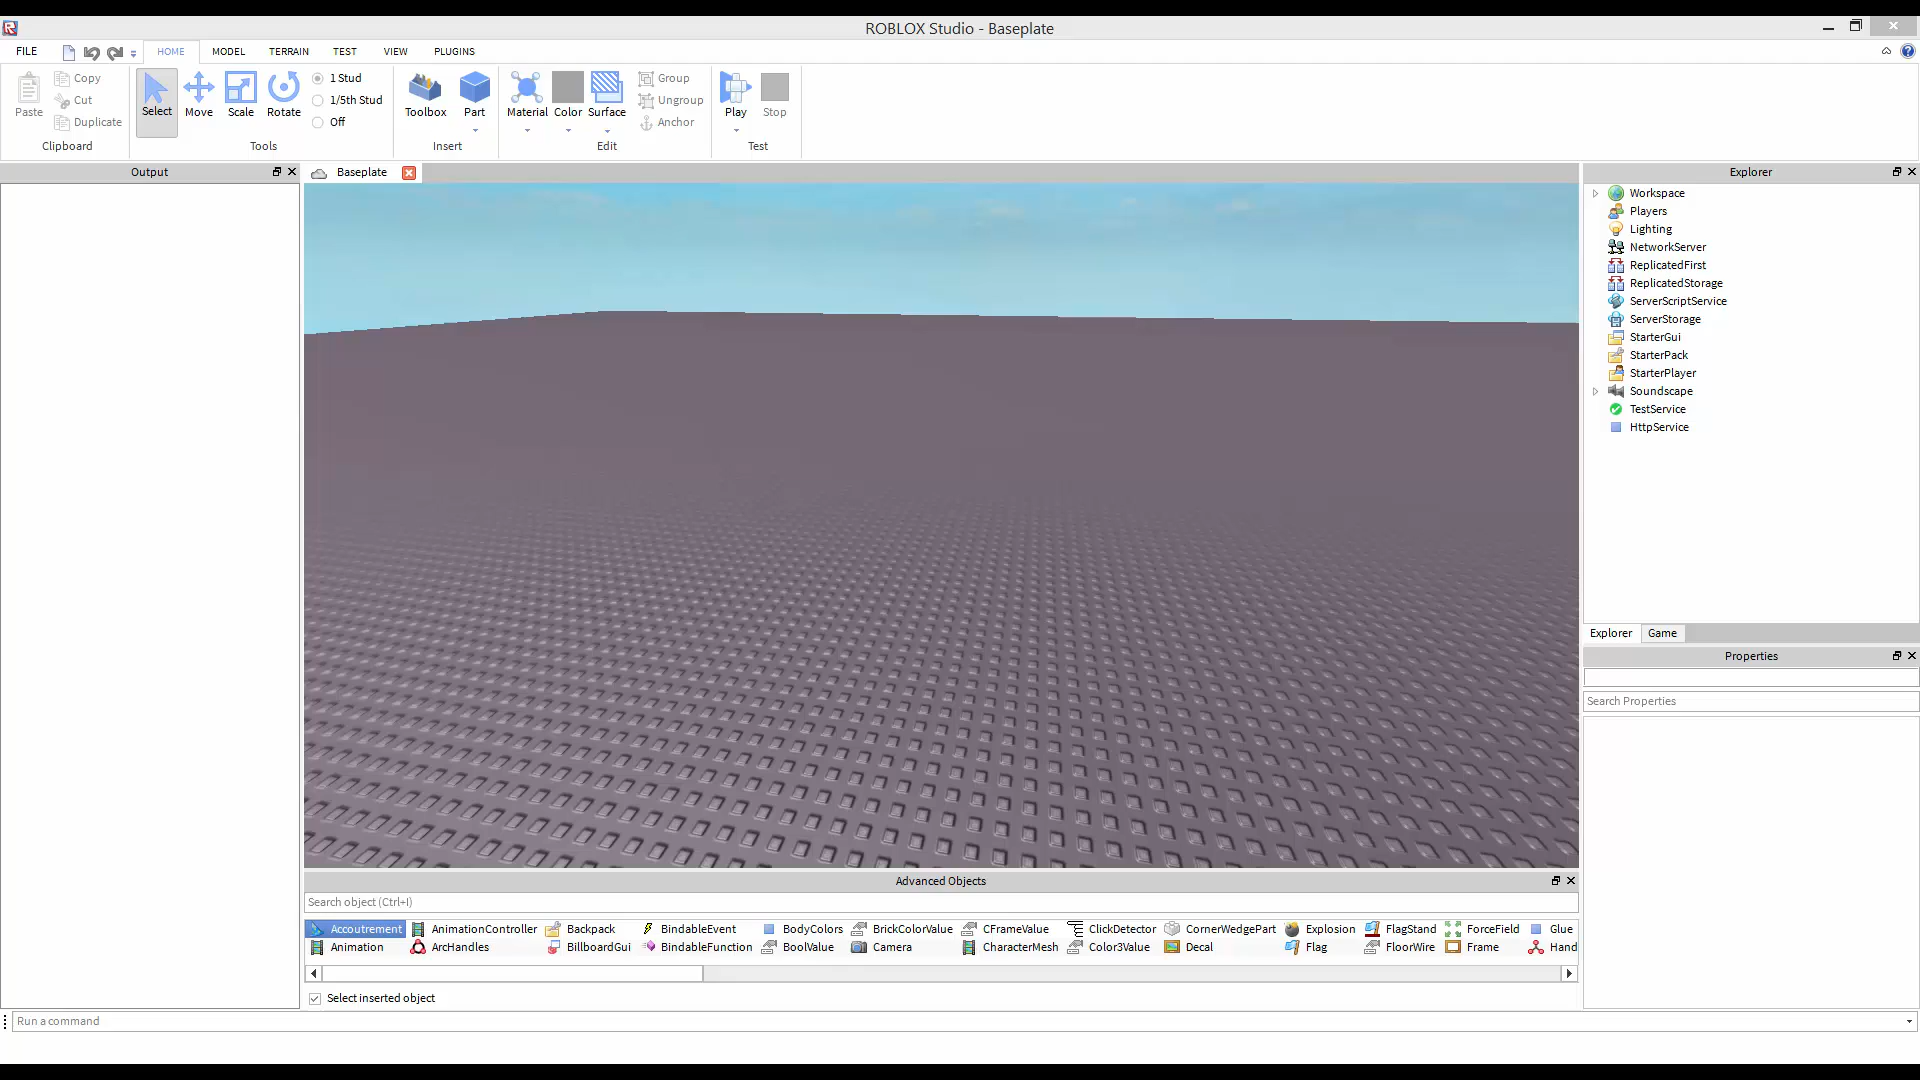 ROBLOX Studio - Baseplate
FILE HOME MODEL TERRAIN TEST VIEW PLUGINS
Paste Copy Cut Duplicate
Clipboard
Select Move Scale Rotate 1 Stud 1/5th Stud Off
Tools
Toolbox Part
Insert
Material Color Surface Group Ungroup Anchor
Edit
Play Stop
Test
Output
Baseplate
Explorer
Workspace
Players
Lighting
NetworkServer
ReplicatedFirst
ReplicatedStorage
ServerScriptService
ServerStorage
StarterGui
StarterPack
StarterPlayer
Soundscape
TestService
HttpService
Explorer Game
Properties
Search Properties
Advanced Objects
Search object (Ctrl+I)
Accoutrement AnimationController Backpack BindableEvent BodyColors BrickColorValue CFrameValue ClickDetector CornerWedgePart Explosion FlagStand ForceField Glue
Animation ArcHandles BillboardGui BindableFunction BoolValue Camera CharacterMesh Color3Value Decal Flag FloorWire Frame Hand
Select inserted object
Run a command